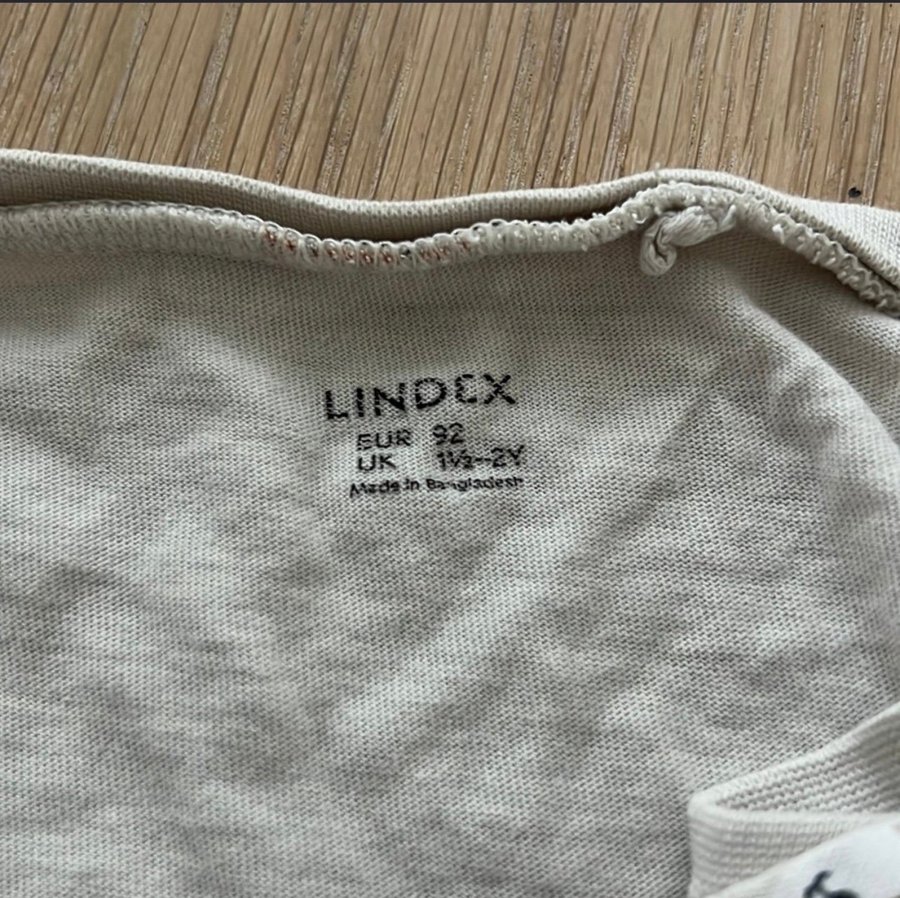 LINDEX
EUR 92
UK 1½–2Y
Made in Bangladesh